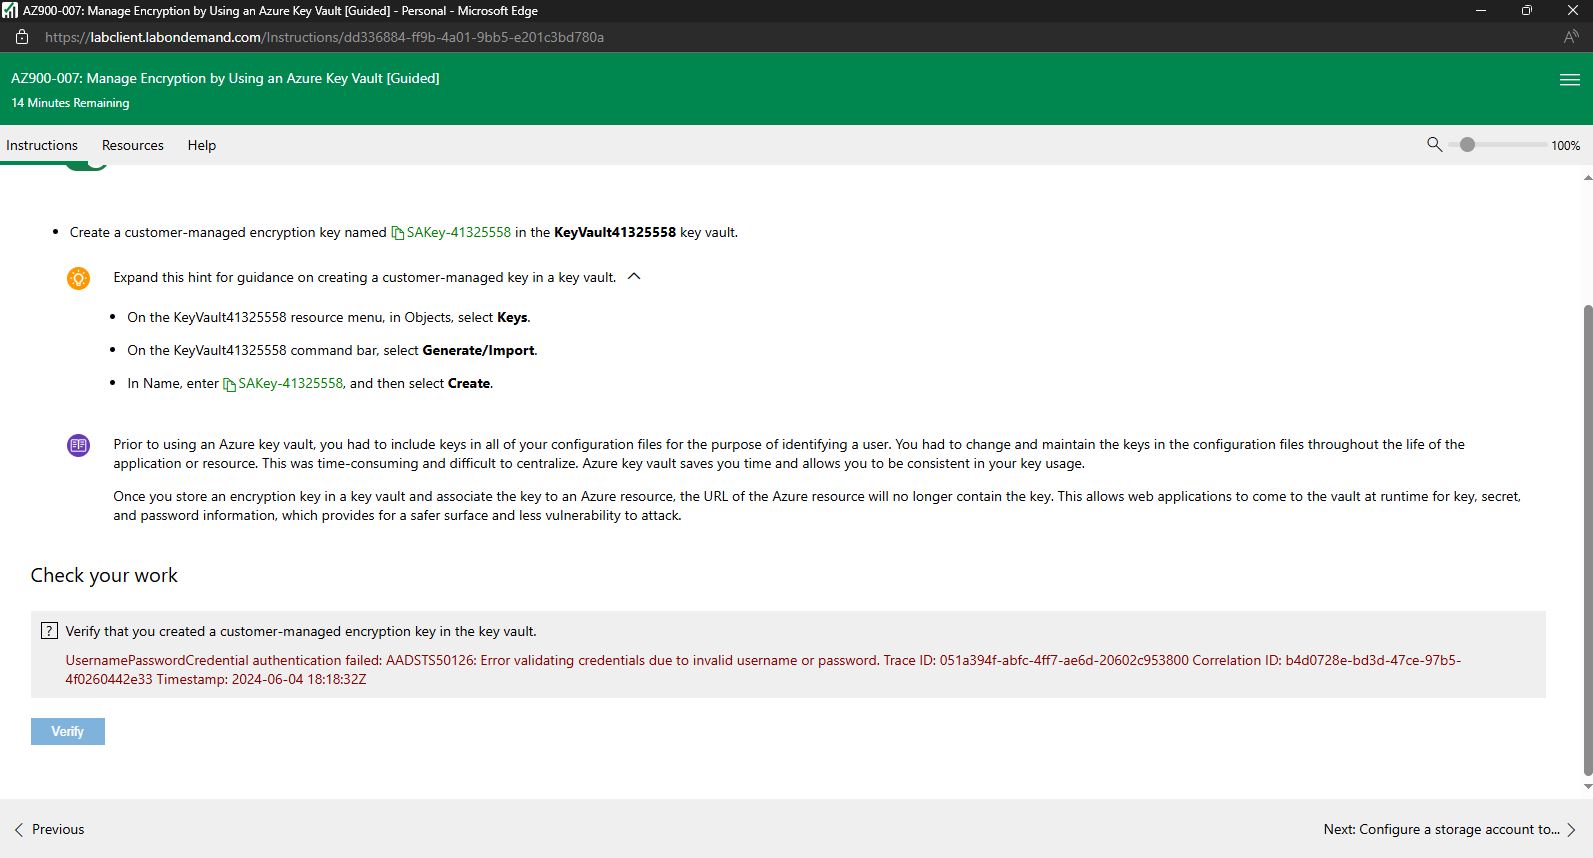 AZ900-007: Manage Encryption by Using an Azure Key Vault [Guided] - Personal - Microsoft Edge
https://labclient.labondemand.com/Instructions/dd336884-ff9b-4a01-9bb5-e201c3bd780a
AZ900-007: Manage Encryption by Using an Azure Key Vault [Guided]
14 Minutes Remaining
Instructions Resources Help 100%
• Create a customer-managed encryption key named SAKey-41325558 in the KeyVault41325558 key vault.
Expand this hint for guidance on creating a customer-managed key in a key vault.
• On the KeyVault41325558 resource menu, in Objects, select Keys.
• On the KeyVault41325558 command bar, select Generate/Import.
• In Name, enter SAKey-41325558, and then select Create.
Prior to using an Azure key vault, you had to include keys in all of your configuration files for the purpose of identifying a user. You had to change and maintain the keys in the configuration files throughout the life of the
application or resource. This was time-consuming and difficult to centralize. Azure key vault saves you time and allows you to be consistent in your key usage.
Once you store an encryption key in a key vault and associate the key to an Azure resource, the URL of the Azure resource will no longer contain the key. This allows web applications to come to the vault at runtime for key, secret,
and password information, which provides for a safer surface and less vulnerability to attack.
Check your work
? Verify that you created a customer-managed encryption key in the key vault.
UsernamePasswordCredential authentication failed: AADSTS50126: Error validating credentials due to invalid username or password. Trace ID: 051a394f-abfc-4ff7-ae6d-20602c953800 Correlation ID: b4d0728e-bd3d-47ce-97b5-
4f0260442e33 Timestamp: 2024-06-04 18:18:32Z
Verify
Previous
Next: Configure a storage account to...